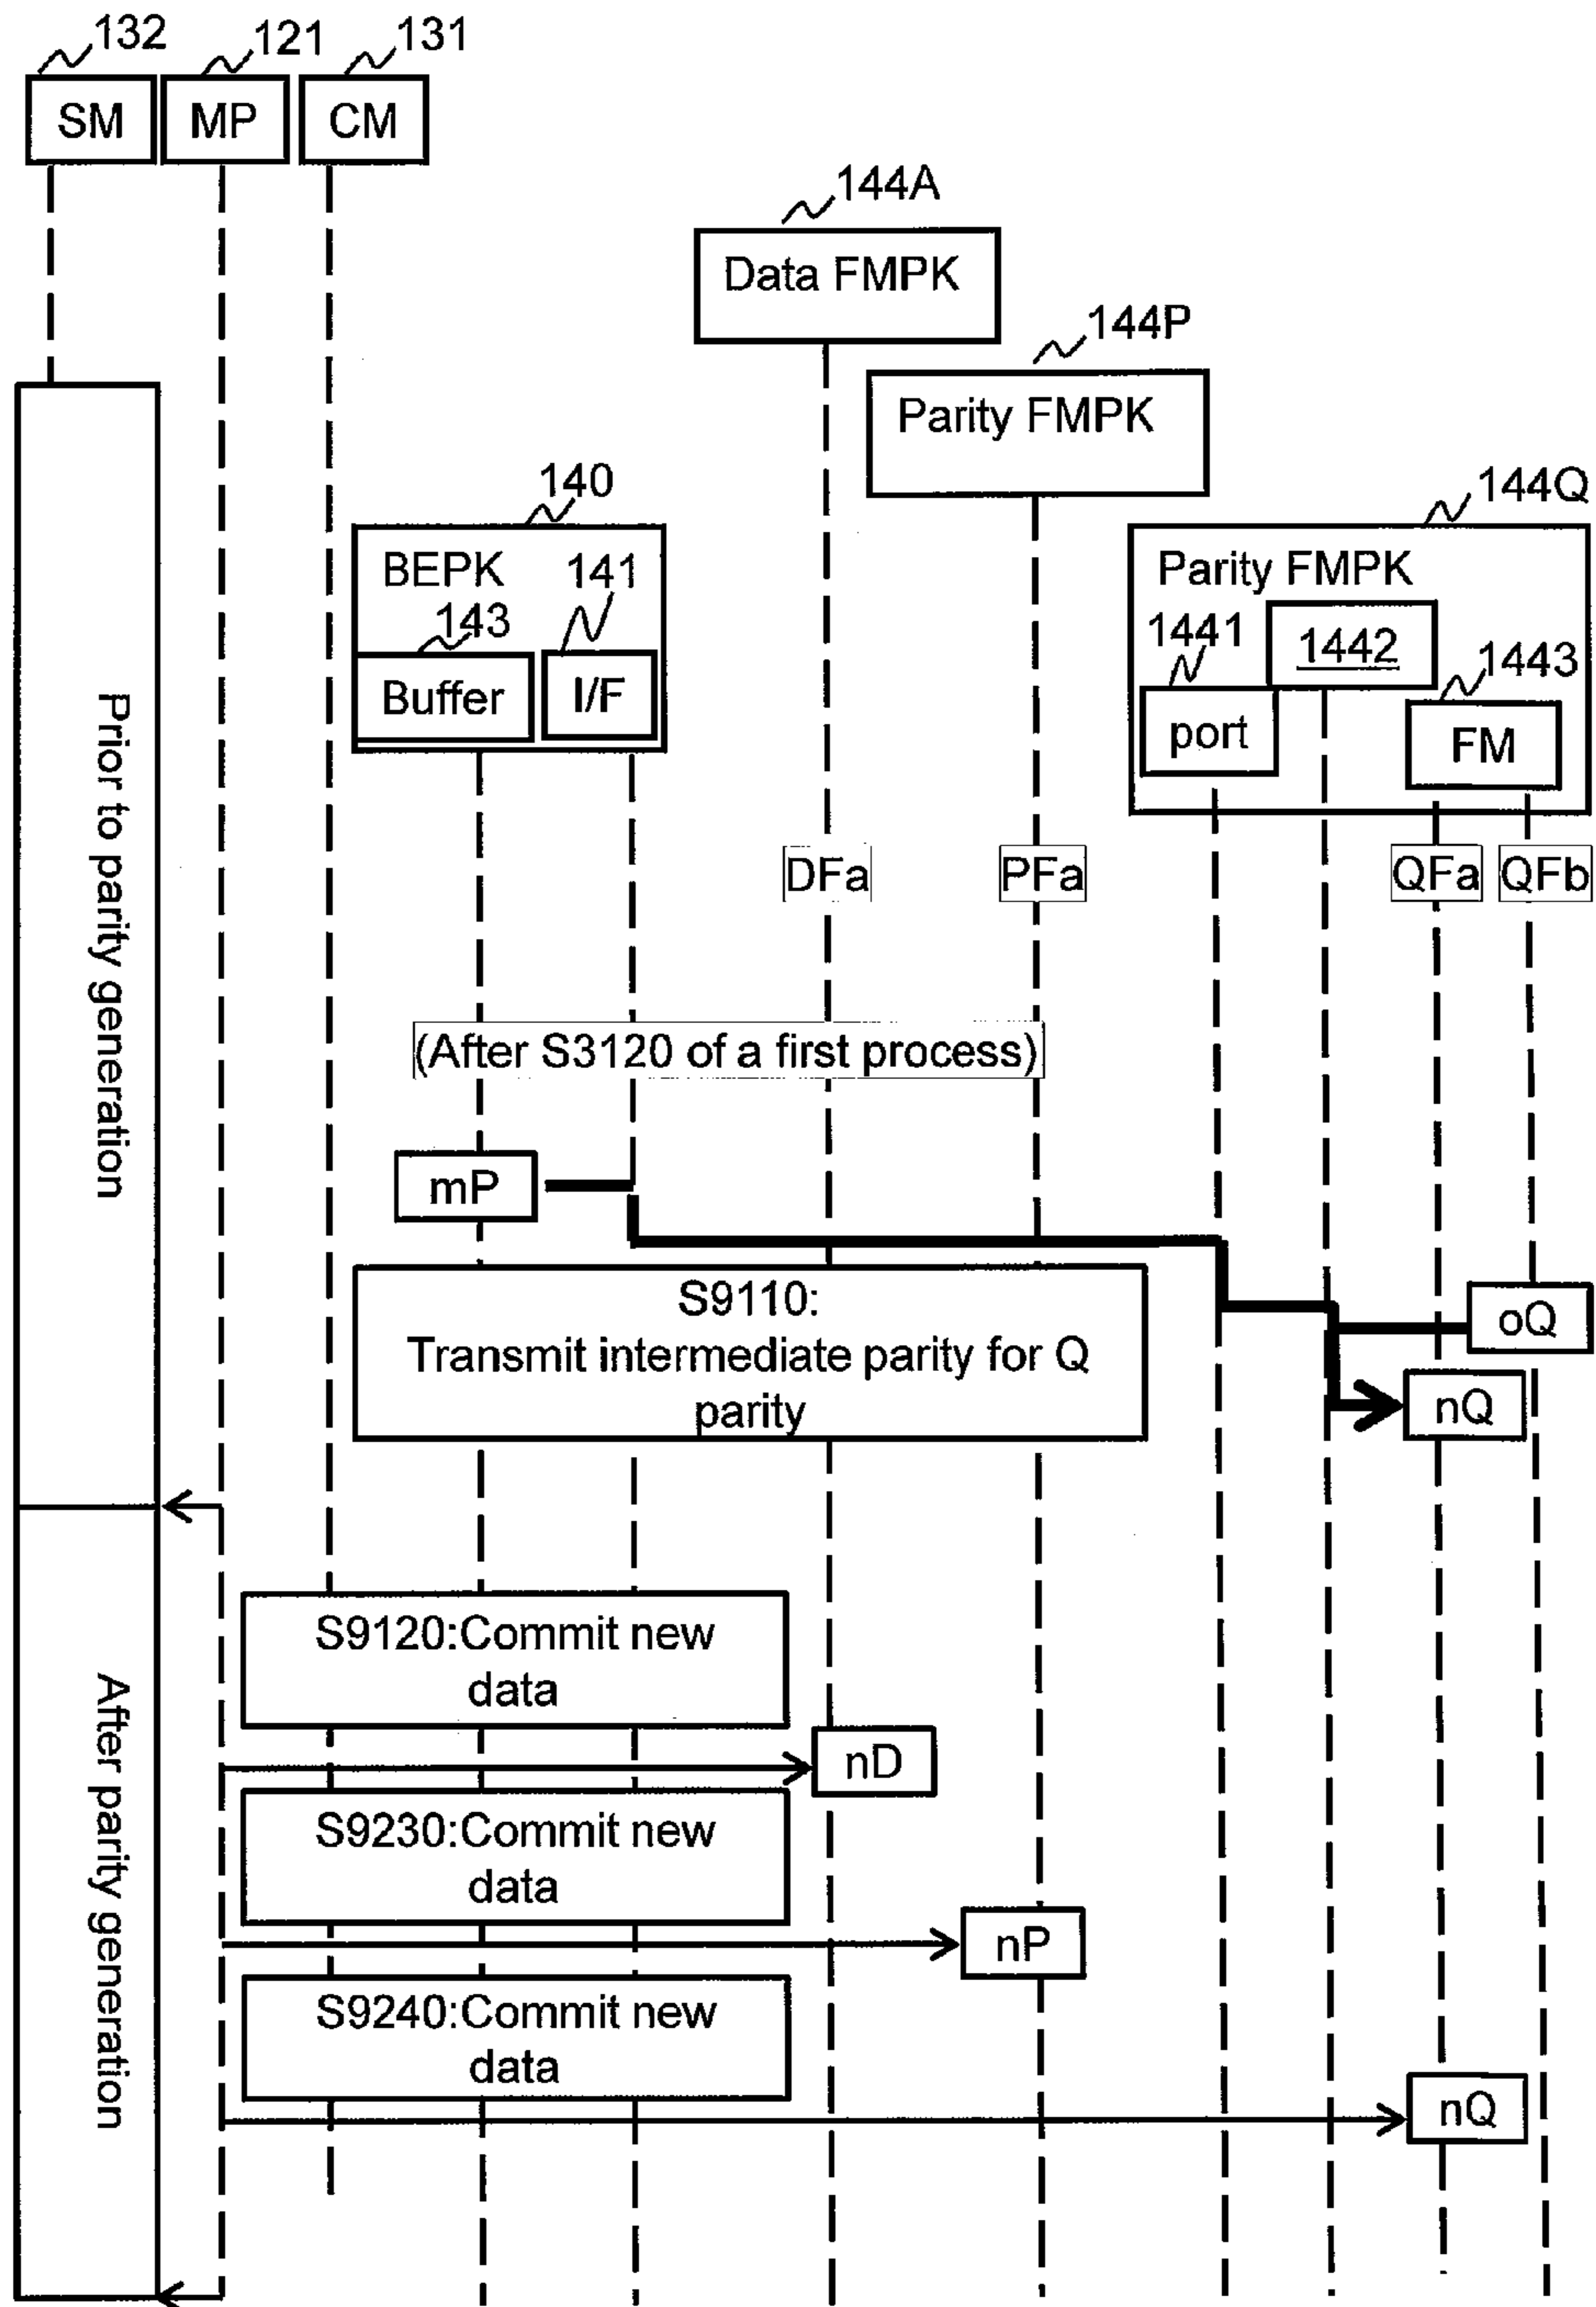 132
121
131
SM
MP
CM
144A
Data FMPK
144P
Parity FMPK
140
144Q
BEPK
141
143
Buffer
I/F
Parity FMPK
1441
1442
1443
port
FM
DFa
PFa
QFa
QFb
Prior to parity generation
(After S3120 of a first process)
mP
S9110:
Transmit intermediate parity for Q
parity
oQ
nQ
After parity generation
S9120:Commit new
data
nD
S9230:Commit new
data
nP
S9240:Commit new
data
nQ